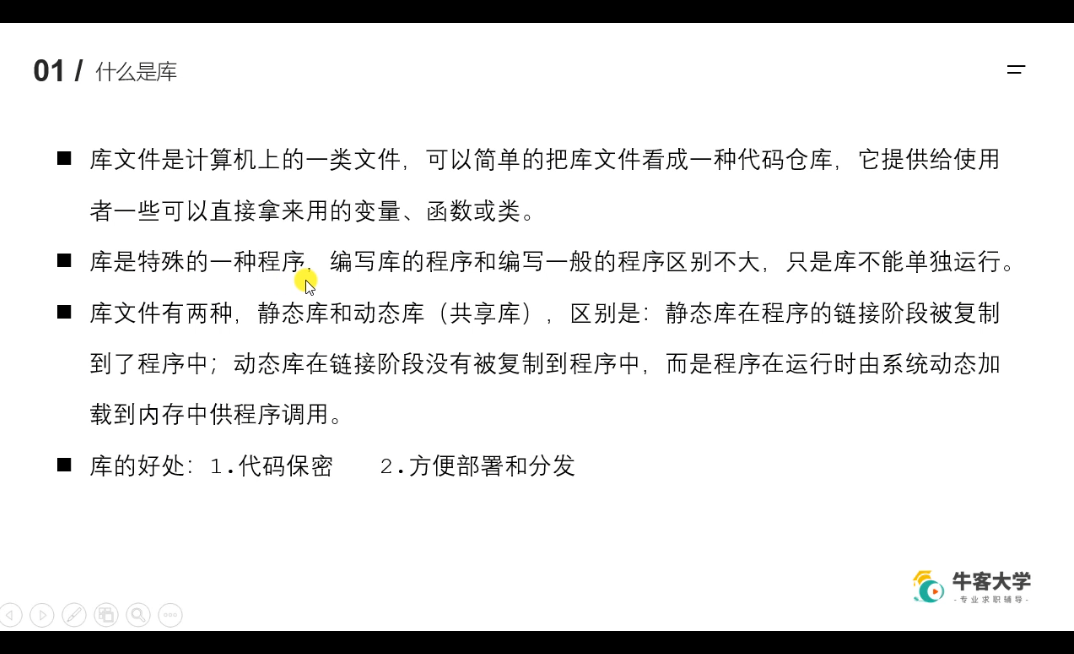 01 / 什么是库
■ 库文件是计算机上的一类文件，可以简单的把库文件看成一种代码仓库，它提供给使用
者一些可以直接拿来用的变量、函数或类。
■ 库是特殊的一种程序，编写库的程序和编写一般的程序区别不大，只是库不能单独运行。
■ 库文件有两种，静态库和动态库（共享库），区别是：静态库在程序的链接阶段被复制
到了程序中；动态库在链接阶段没有被复制到程序中，而是程序在运行时由系统动态加
载到内存中供程序调用。
■ 库的好处：1.代码保密 2.方便部署和分发
牛客大学
-专业求职辅导-